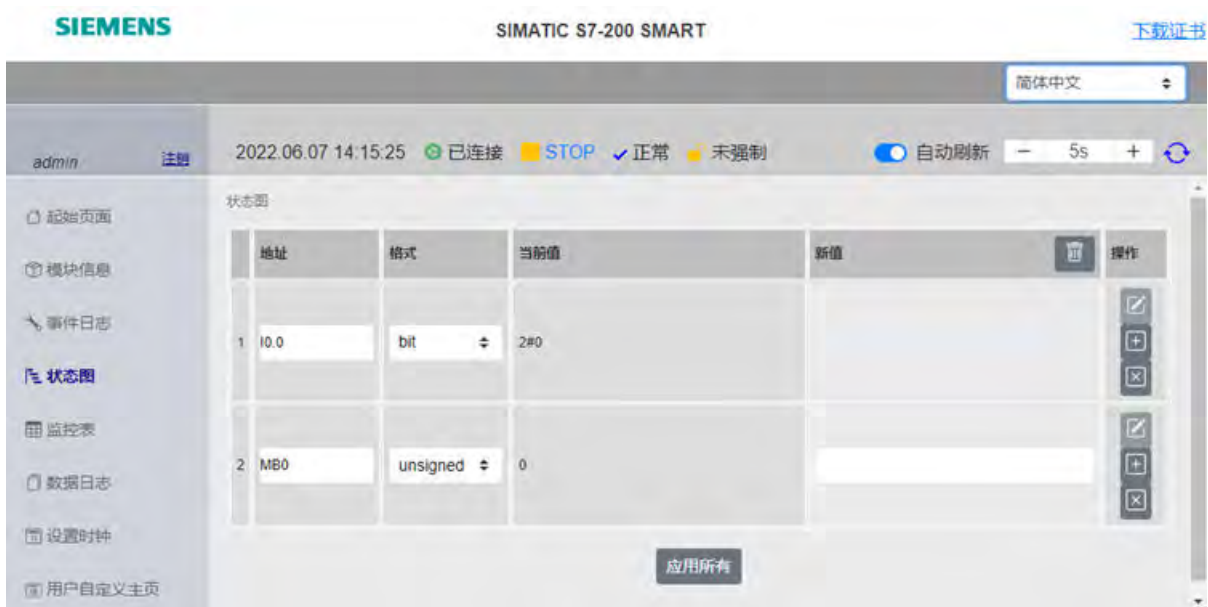 SIEMENS
SIMATIC S7-200 SMART
下载证书
简体中文
admin
注销
2022.06.07 14:15:25 已连接 STOP 正常 未强制
自动刷新 − 5s +
起始页面
模块信息
事件日志
状态图
监控表
数据日志
设置时钟
用户自定义主页
状态图
地址 格式 当前值 新值 操作
1 I0.0 bit 2#0
2 MB0 unsigned 0
应用所有